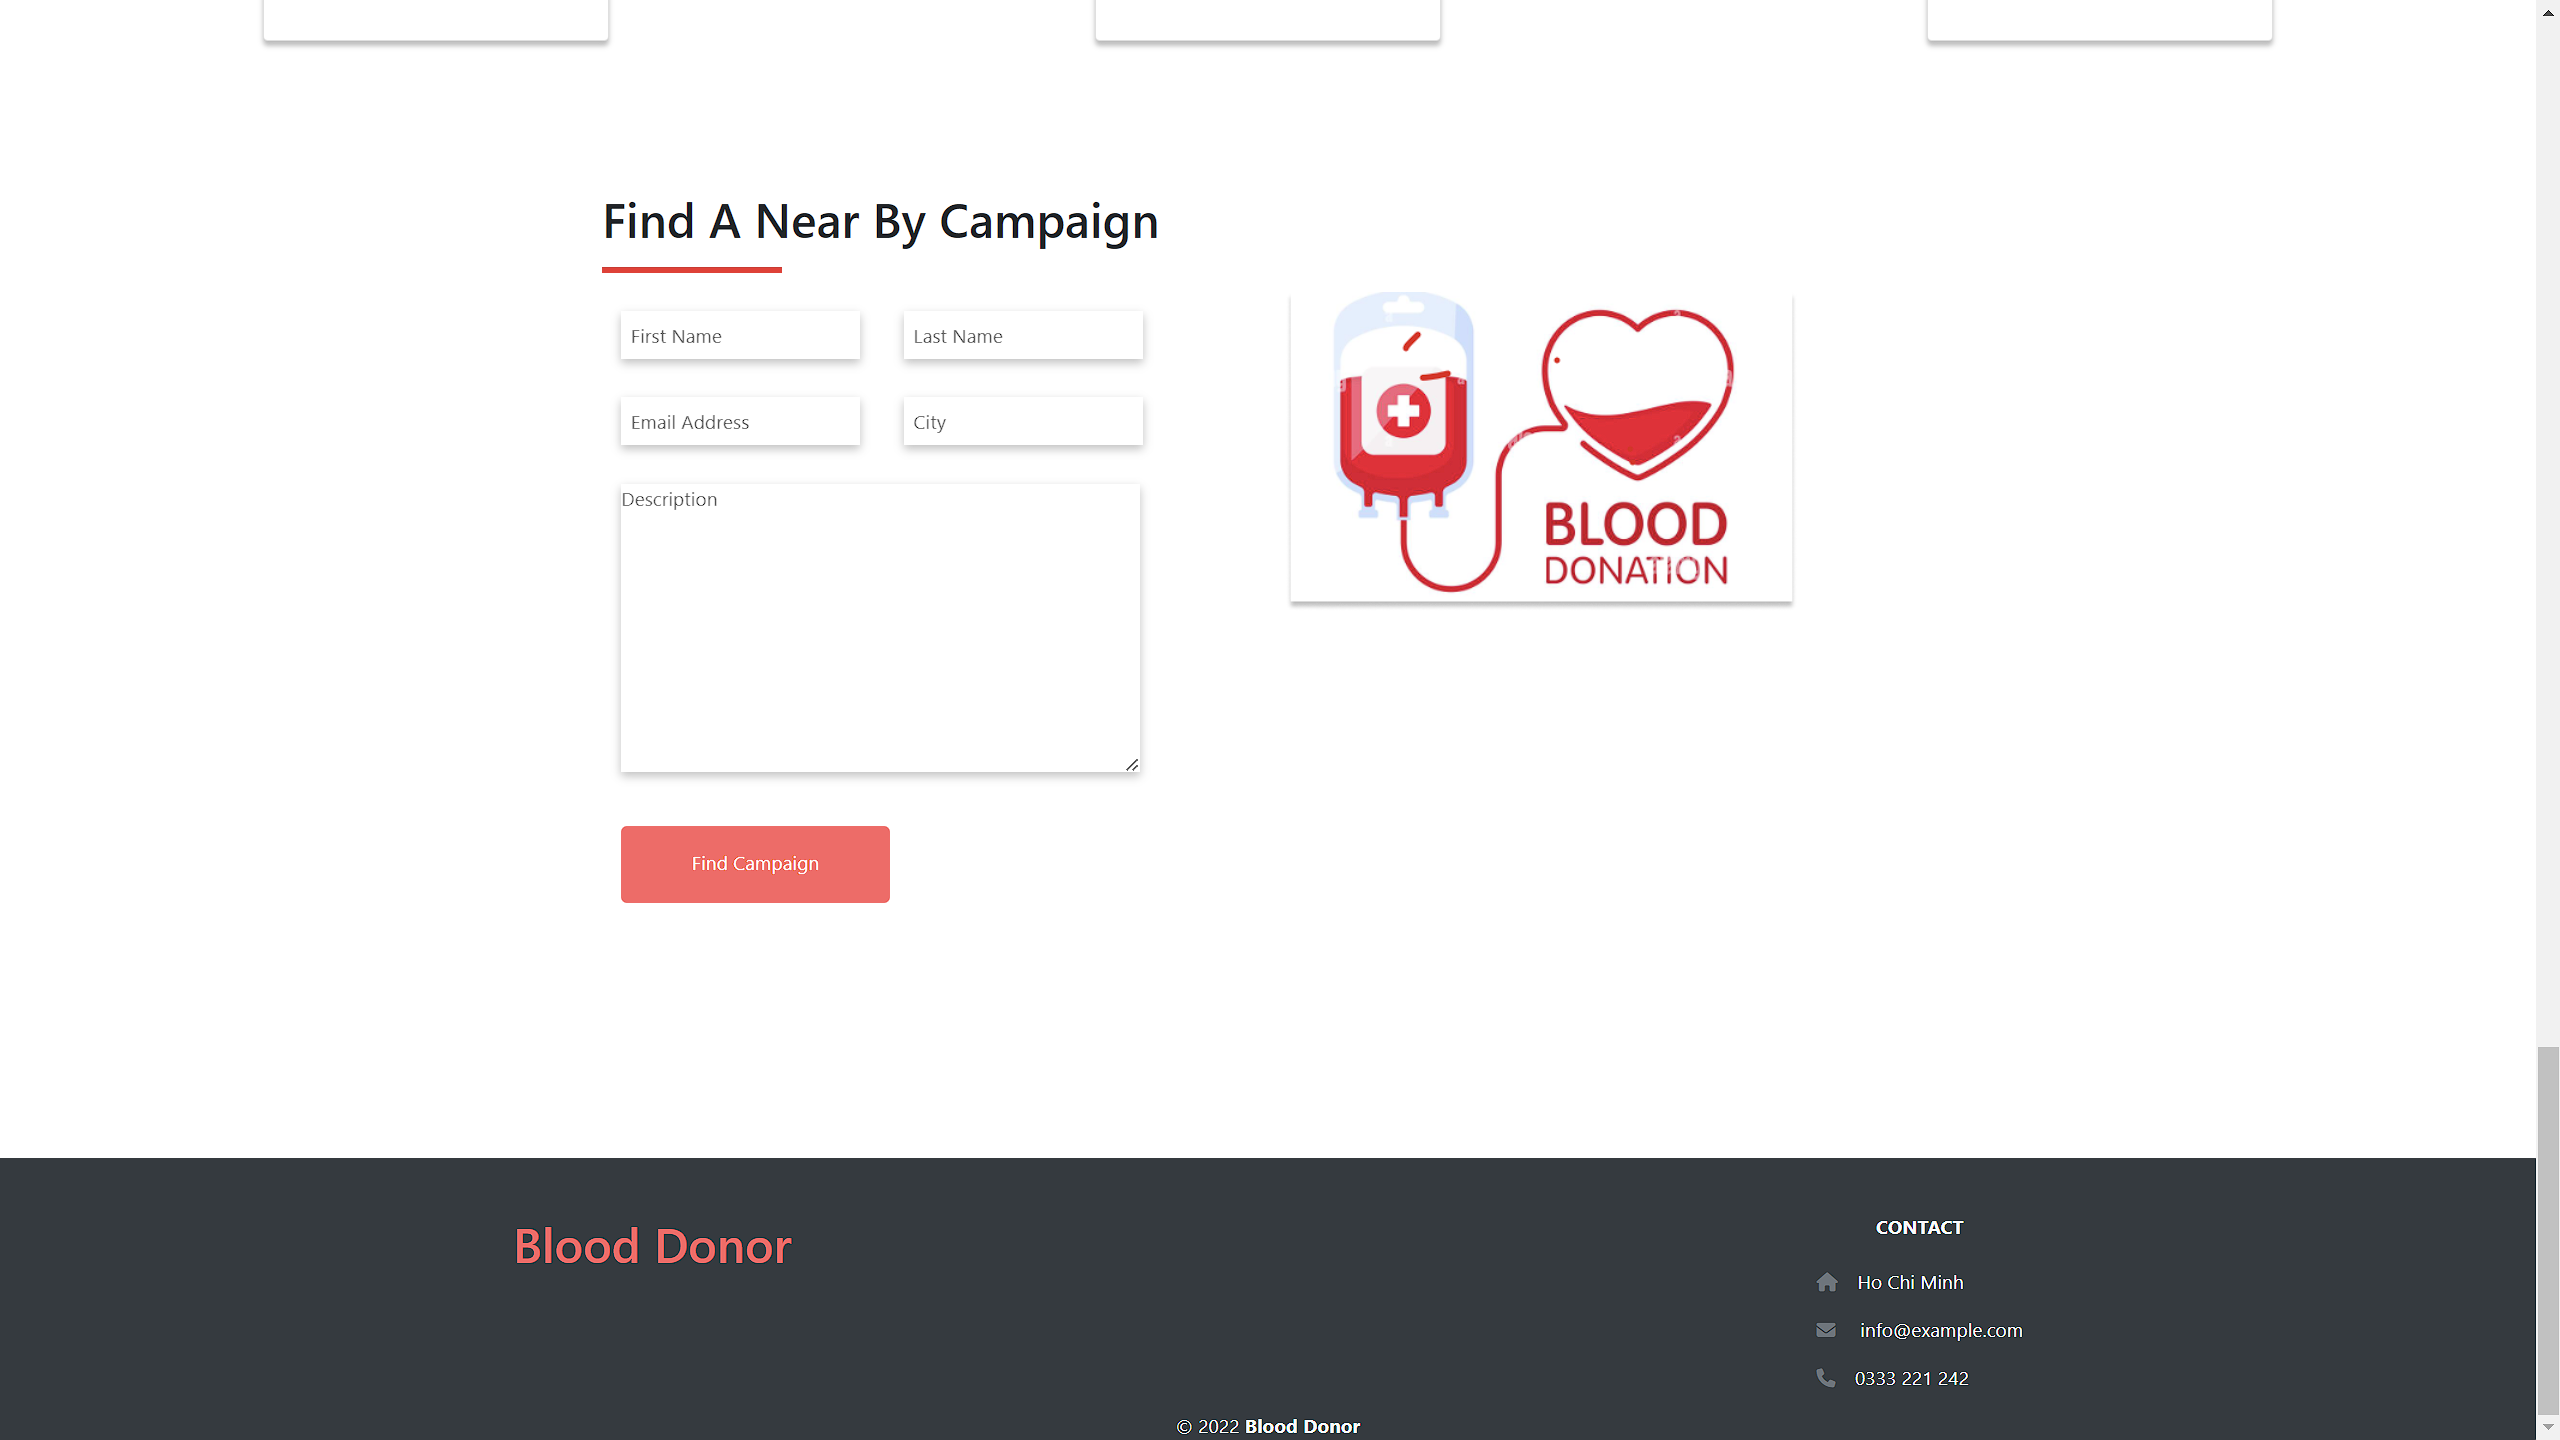 Find A Near By Campaign
First Name
Last Name
Email Address
City
Description
BLOOD
DONATION
Find Campaign
Blood Donor
CONTACT
Ho Chi Minh
info@example.com
0333 221 242
© 2022 Blood Donor